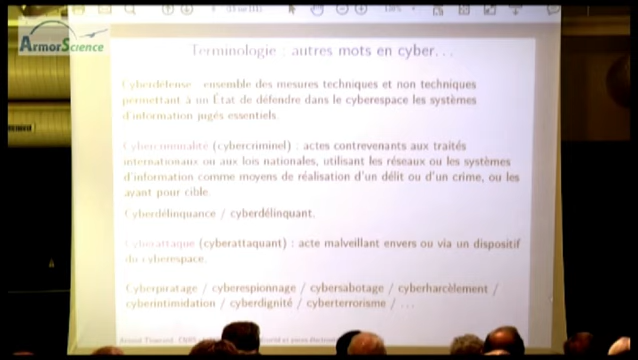 ArmorScience
Terminologie : autres mots en cyber...
Cyberdéfense : ensemble des mesures techniques et non techniques
permettant à un État de défendre dans le cyberespace les systèmes
d'information jugés essentiels.
Cybercriminalité (cybercriminel) : actes contrevenants aux traités
internationaux ou aux lois nationales, utilisant les réseaux ou les systèmes
d'information comme moyens de réalisation d'un délit ou d'un crime, ou les
ayant pour cible.
Cyberdélinquance / cyberdélinquant.
Cyberattaque (cyberattaquant) : acte malveillant envers ou via un dispositif
du cyberespace.
Cyberpiratage / cyberespionnage / cybersabotage / cyberharcèlement /
cyberintimidation / cyberdignité / cyberterrorisme / ...